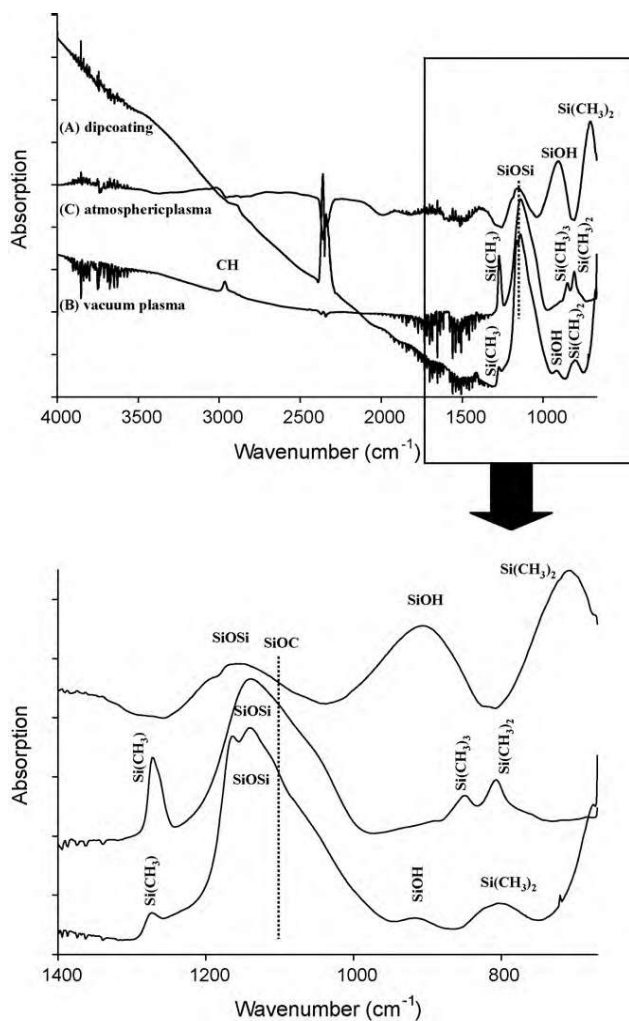 Si(CH3)2
(A) dipcoating
SiOH
SiOSi
(C) atmosphericplasma
Absorption
CH
Si(CH3)
Si(CH3)3
Si(CH3)2
(B) vacuum plasma
Si(CH3)
SiOH
Si(CH3)2
4000 3500 3000 2500 2000 1500 1000
Wavenumber (cm-1)
Si(CH3)2
SiOH
SiOSi SiOC
Absorption
Si(CH3)
SiOSi
Si(CH3)3
Si(CH3)2
SiOSi
Si(CH3)
SiOH
Si(CH3)2
1400 1200 1000 800
Wavenumber (cm-1)